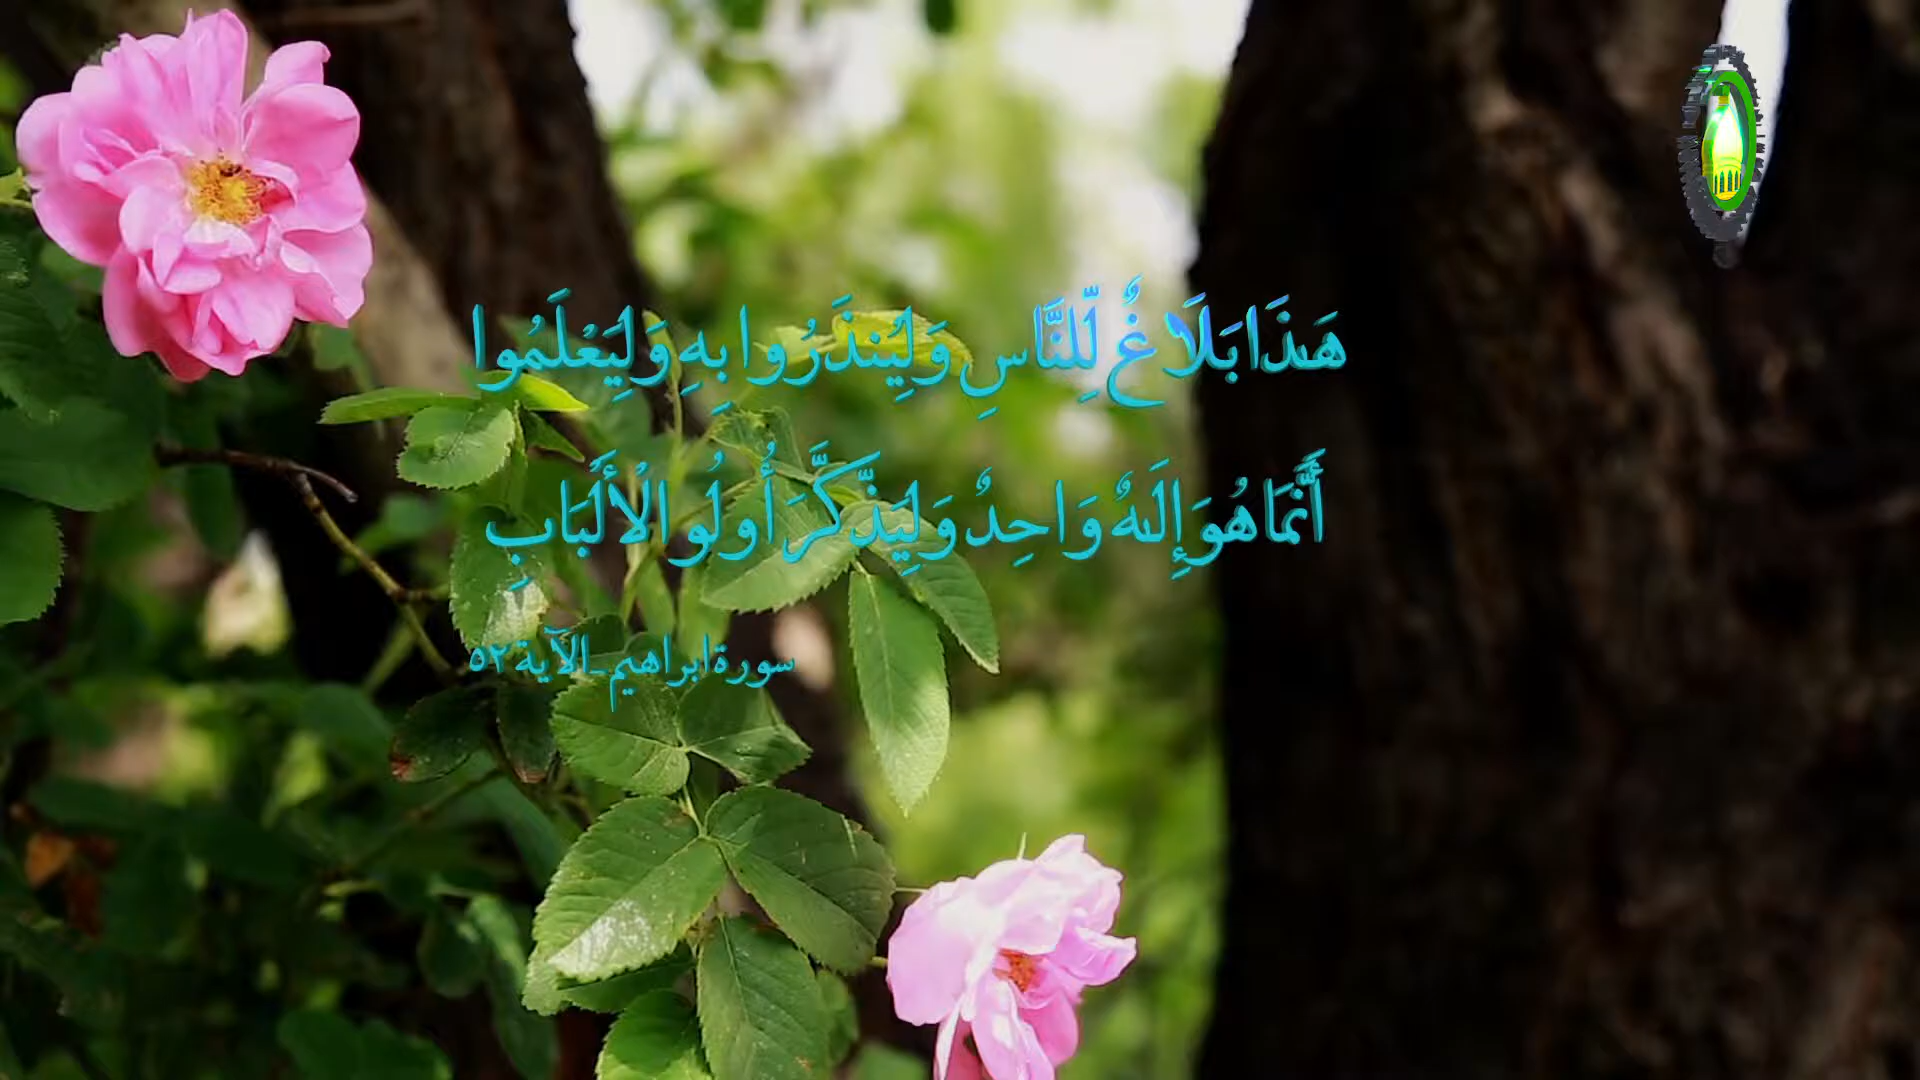 هَذَا بَلَاغٌ لِّلنَّاسِ وَلِيُنذَرُوا بِهِ وَلِيَعْلَمُوا
أَنَّمَا هُوَ إِلَهٌ وَاحِدٌ وَلِيَذَّكَّرَ أُولُو الْأَلْبَابِ
سورة ابراهيم - الآية ٥٢